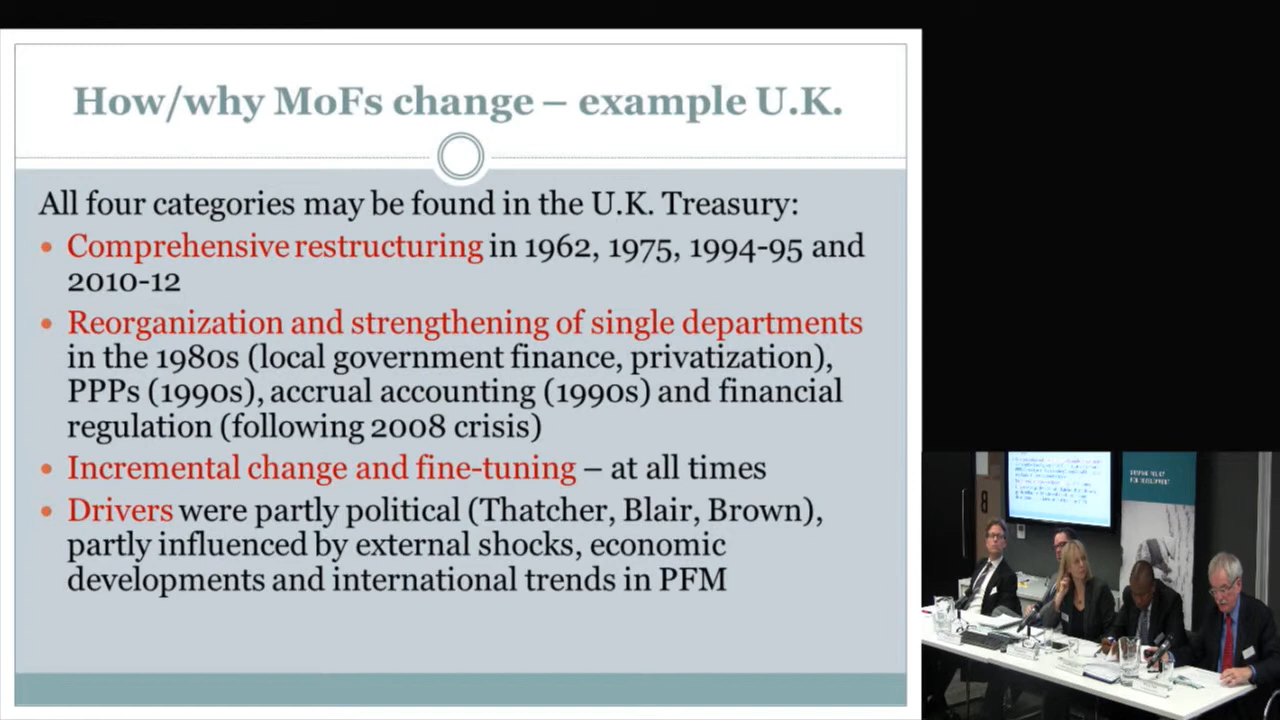 How/why MoFs change – example U.K.
All four categories may be found in the U.K. Treasury:
• Comprehensive restructuring in 1962, 1975, 1994-95 and
2010-12
• Reorganization and strengthening of single departments
in the 1980s (local government finance, privatization),
PPPs (1990s), accrual accounting (1990s) and financial
regulation (following 2008 crisis)
• Incremental change and fine-tuning – at all times
• Drivers were partly political (Thatcher, Blair, Brown),
partly influenced by external shocks, economic
developments and international trends in PFM